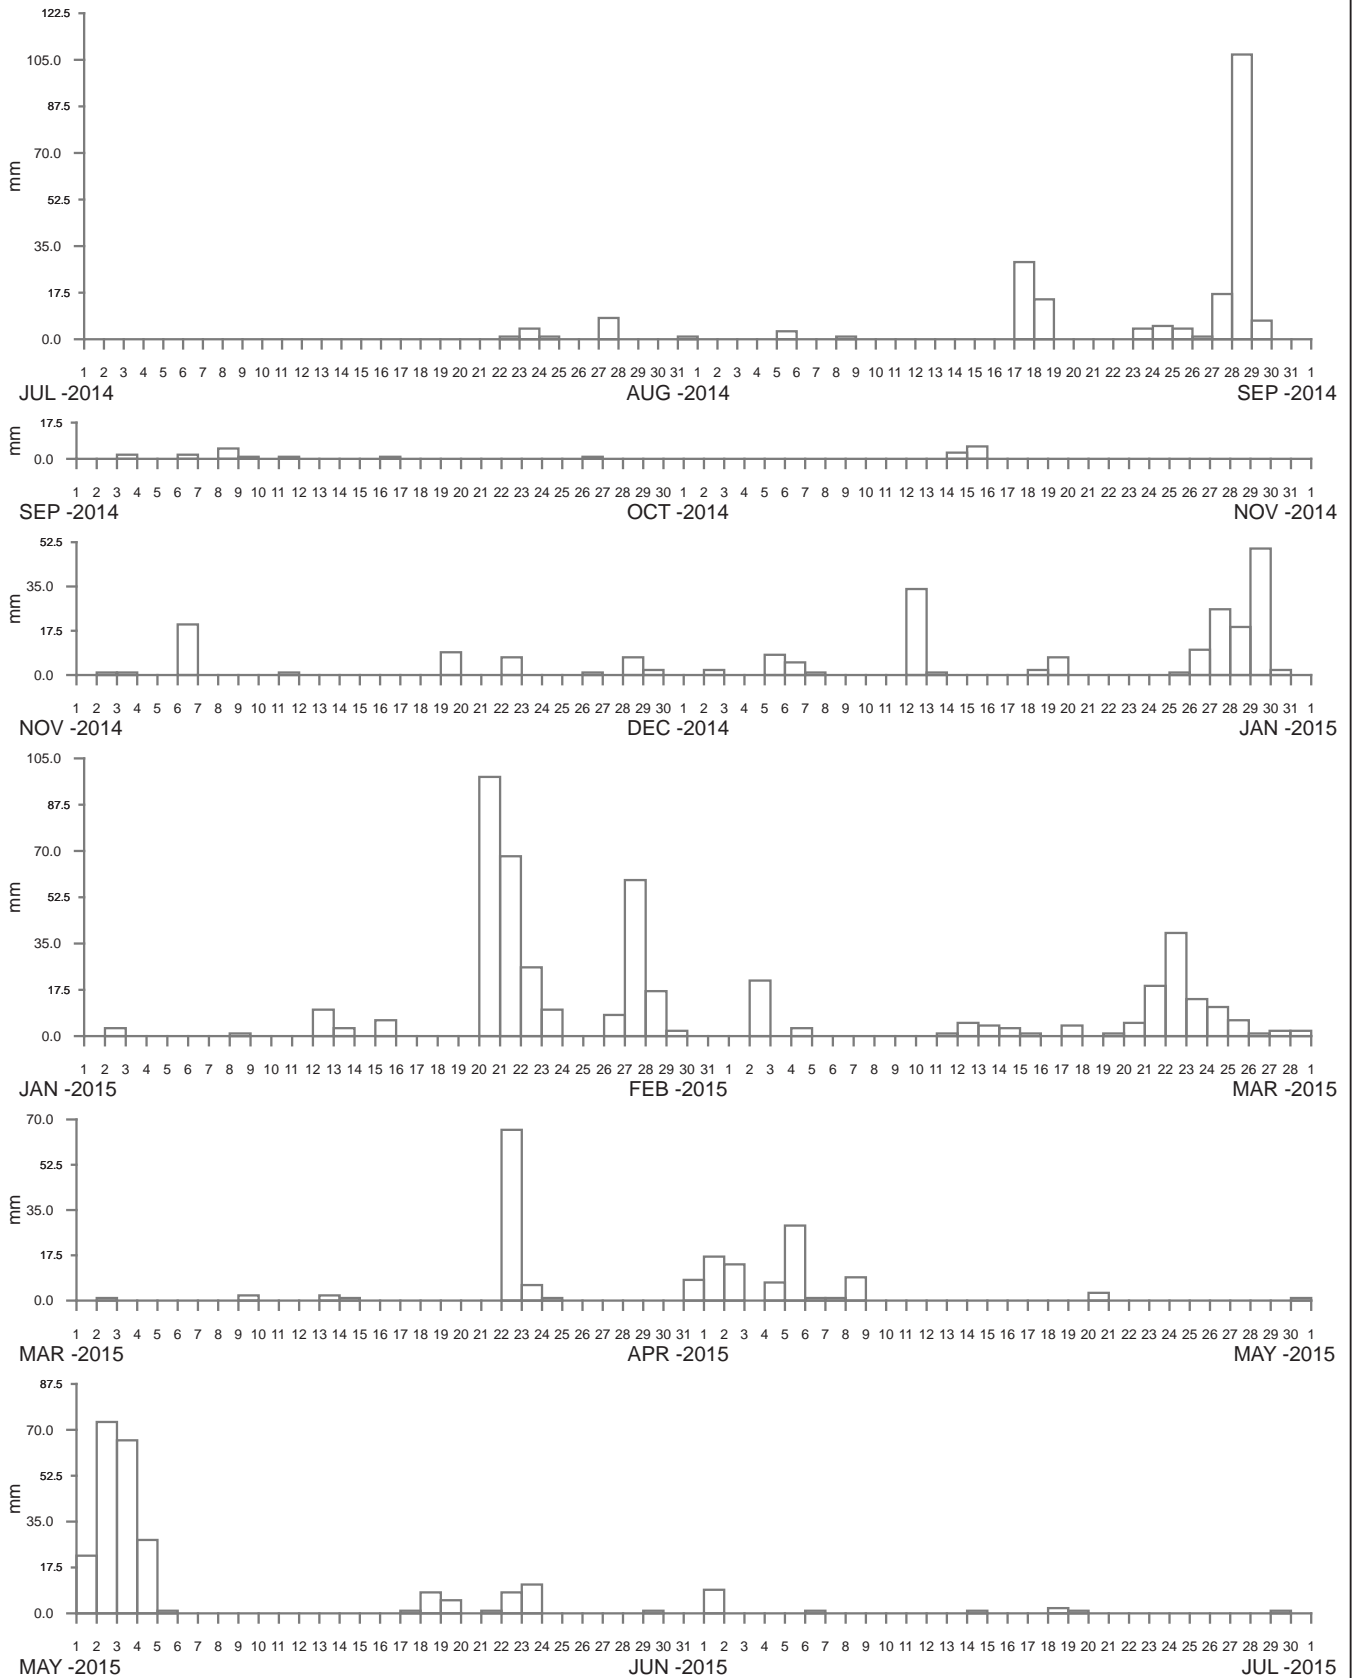 122.5
105.0
87.5
70.0
52.5
35.0
17.5
0.0
mm
1 2 3 4 5 6 7 8 9 10 11 12 13 14 15 16 17 18 19 20 21 22 23 24 25 26 27 28 29 30 31 1 2 3 4 5 6 7 8 9 10 11 12 13 14 15 16 17 18 19 20 21 22 23 24 25 26 27 28 29 30 31 1
JUL -2014 AUG -2014 SEP -2014
17.5
0.0
mm
1 2 3 4 5 6 7 8 9 10 11 12 13 14 15 16 17 18 19 20 21 22 23 24 25 26 27 28 29 30 1 2 3 4 5 6 7 8 9 10 11 12 13 14 15 16 17 18 19 20 21 22 23 24 25 26 27 28 29 30 31 1
SEP -2014 OCT -2014 NOV -2014
52.5
35.0
17.5
0.0
mm
1 2 3 4 5 6 7 8 9 10 11 12 13 14 15 16 17 18 19 20 21 22 23 24 25 26 27 28 29 30 1 2 3 4 5 6 7 8 9 10 11 12 13 14 15 16 17 18 19 20 21 22 23 24 25 26 27 28 29 30 31 1
NOV -2014 DEC -2014 JAN -2015
105.0
87.5
70.0
52.5
35.0
17.5
0.0
mm
1 2 3 4 5 6 7 8 9 10 11 12 13 14 15 16 17 18 19 20 21 22 23 24 25 26 27 28 29 30 31 1 2 3 4 5 6 7 8 9 10 11 12 13 14 15 16 17 18 19 20 21 22 23 24 25 26 27 28 1
JAN -2015 FEB -2015 MAR -2015
70.0
52.5
35.0
17.5
0.0
mm
1 2 3 4 5 6 7 8 9 10 11 12 13 14 15 16 17 18 19 20 21 22 23 24 25 26 27 28 29 30 31 1 2 3 4 5 6 7 8 9 10 11 12 13 14 15 16 17 18 19 20 21 22 23 24 25 26 27 28 29 30 1
MAR -2015 APR -2015 MAY -2015
87.5
70.0
52.5
35.0
17.5
0.0
mm
1 2 3 4 5 6 7 8 9 10 11 12 13 14 15 16 17 18 19 20 21 22 23 24 25 26 27 28 29 30 31 1 2 3 4 5 6 7 8 9 10 11 12 13 14 15 16 17 18 19 20 21 22 23 24 25 26 27 28 29 30 1
MAY -2015 JUN -2015 JUL -2015